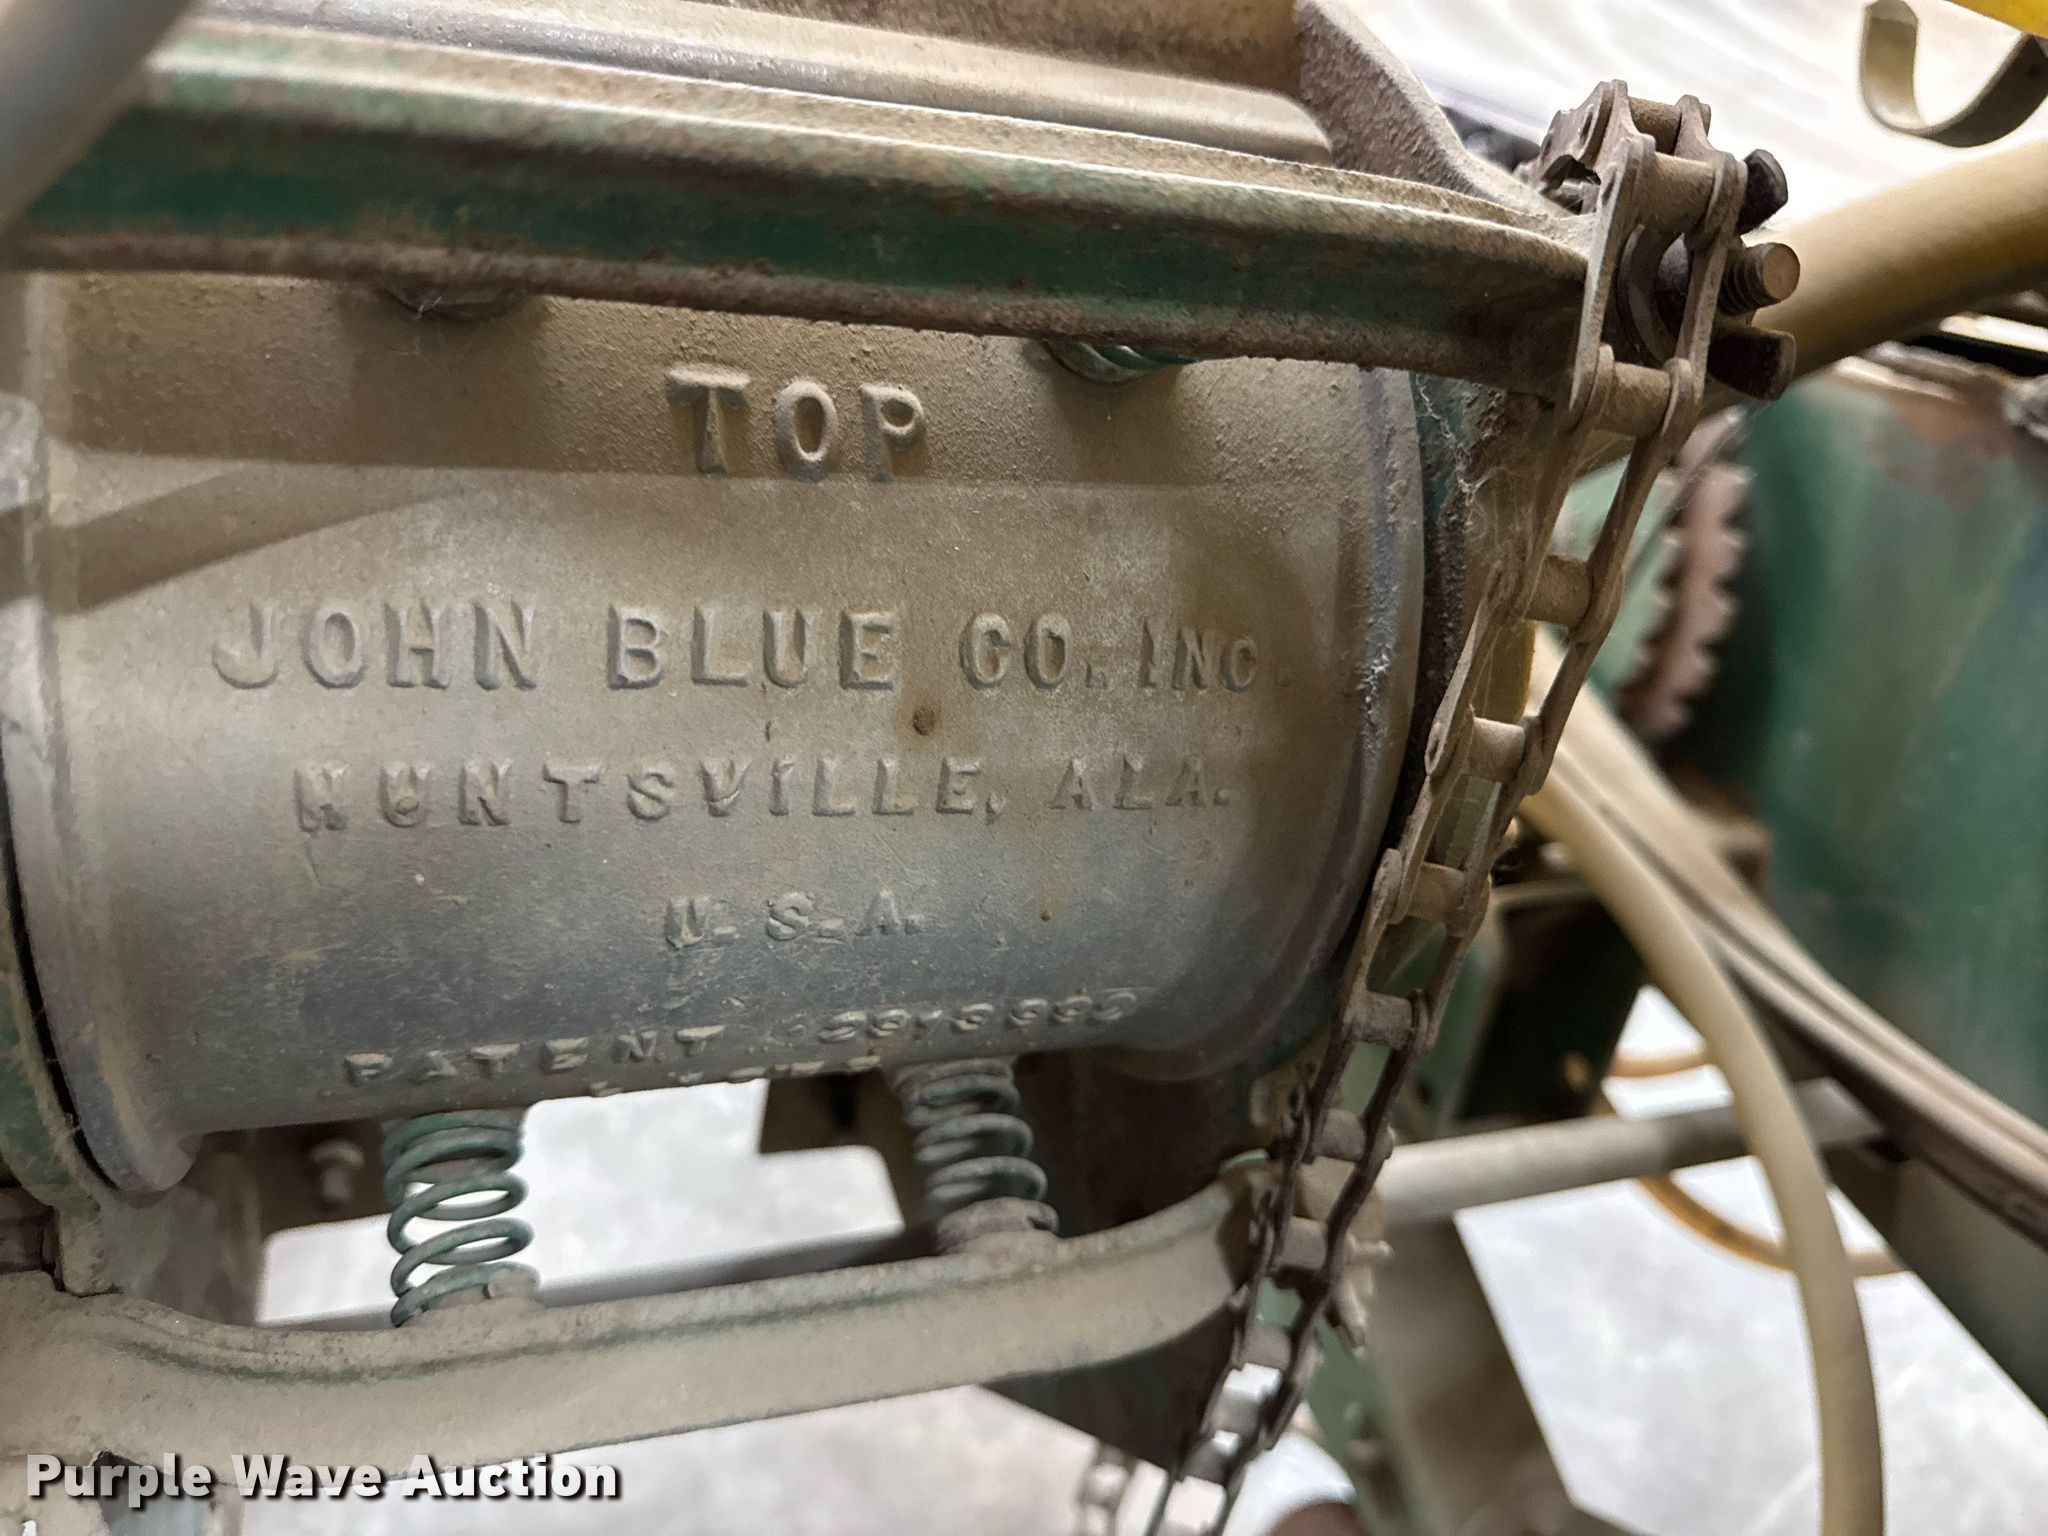 TOP
JOHN BLUE CO. INC.
HUNTSVILLE, ALA.
U.S.A.
PATENT
Purple Wave Auction